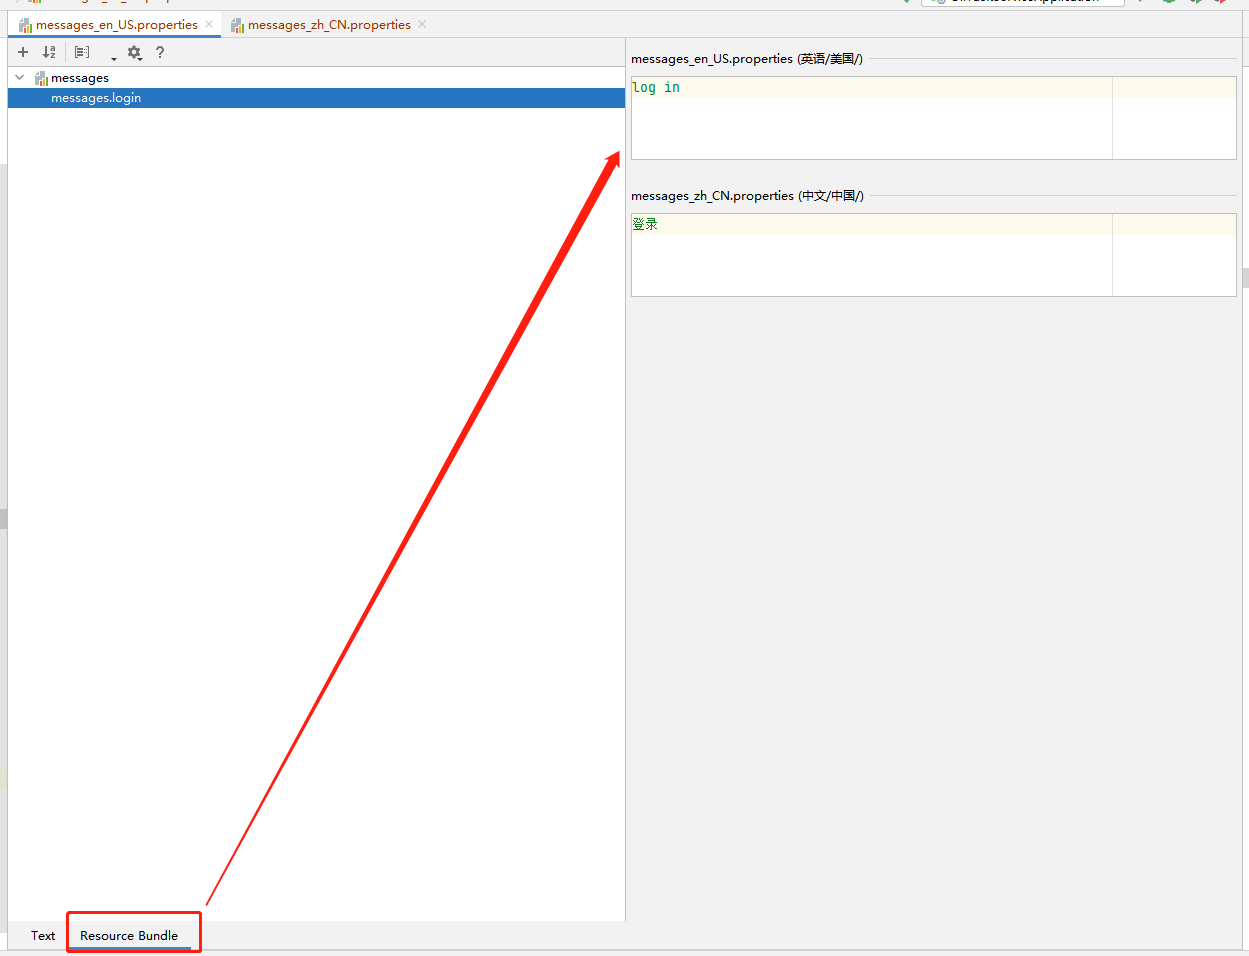 messages_en_US.properties
messages_zh_CN.properties
messages
messages.login
messages_en_US.properties (英语/美国/)
log in
messages_zh_CN.properties (中文/中国/)
登录
Text
Resource Bundle